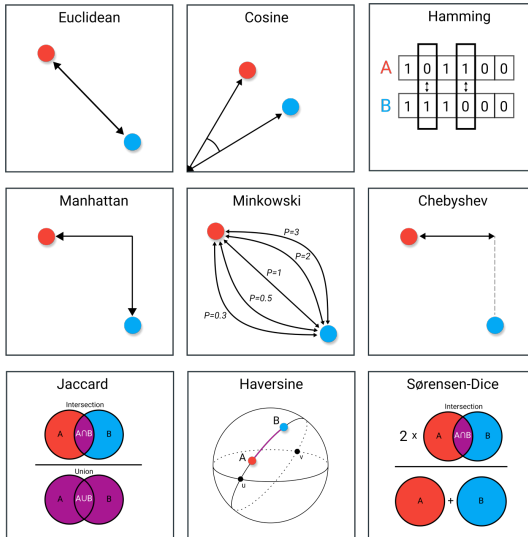 Euclidean
Cosine
Hamming
A 1 0 1 1 0 0
B 1 1 1 0 0 0
Manhattan
Minkowski
P=3
P=2
P=1
P=0.5
P=0.3
Chebyshev
Jaccard
Intersection
A A∩B B
Union
A A∪B B
Haversine
B
A
v
u
Sørensen-Dice
Intersection
2 x A A∩B B
A + B